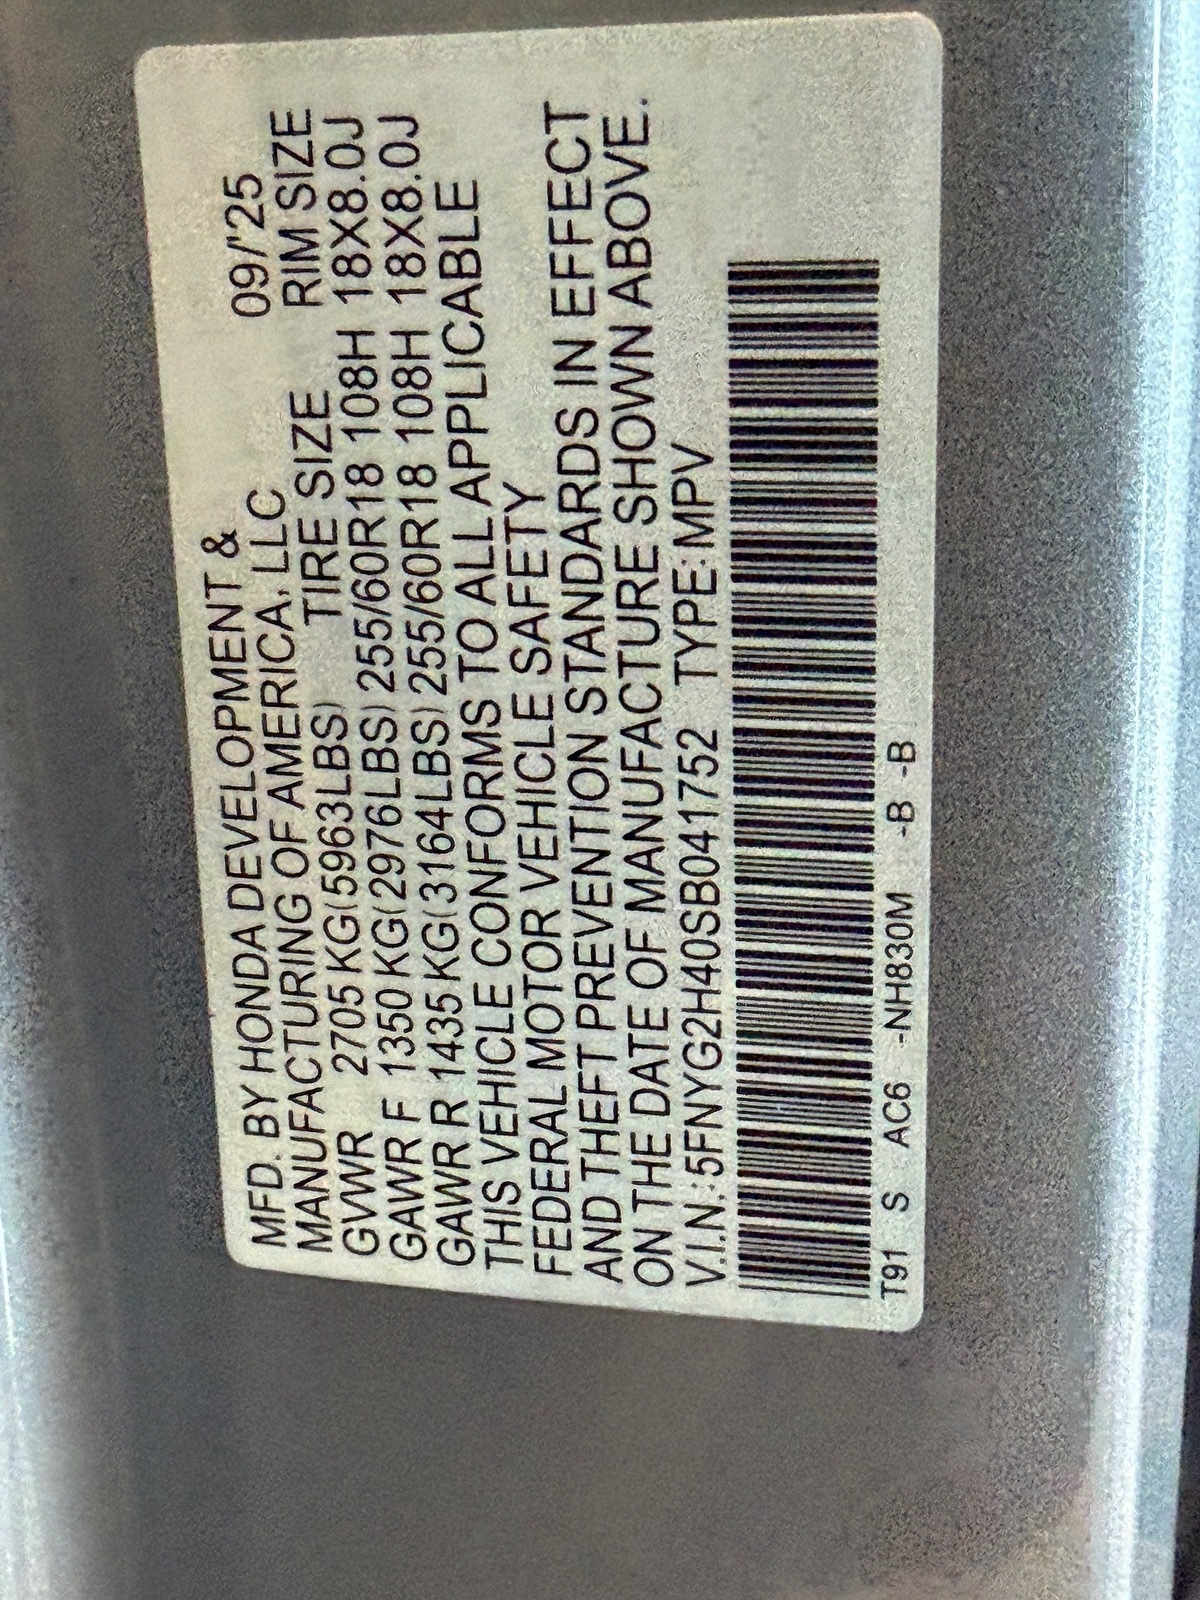 MFD. BY HONDA DEVELOPMENT &
MANUFACTURING OF AMERICA, LLC 09/'25
GVWR 2705 KG(5963LBS) TIRE SIZE RIM SIZE
GAWR F 1350 KG(2976LBS) 255/60R18 108H 18X8.0J
GAWR R 1435 KG(3164LBS) 255/60R18 108H 18X8.0J
THIS VEHICLE CONFORMS TO ALL APPLICABLE
FEDERAL MOTOR VEHICLE SAFETY
AND THEFT PREVENTION STANDARDS IN EFFECT
ON THE DATE OF MANUFACTURE SHOWN ABOVE.
V.I.N.:5FNYG2H40SB041752 TYPE:MPV
T91 S AC6 -NH830M -B -B